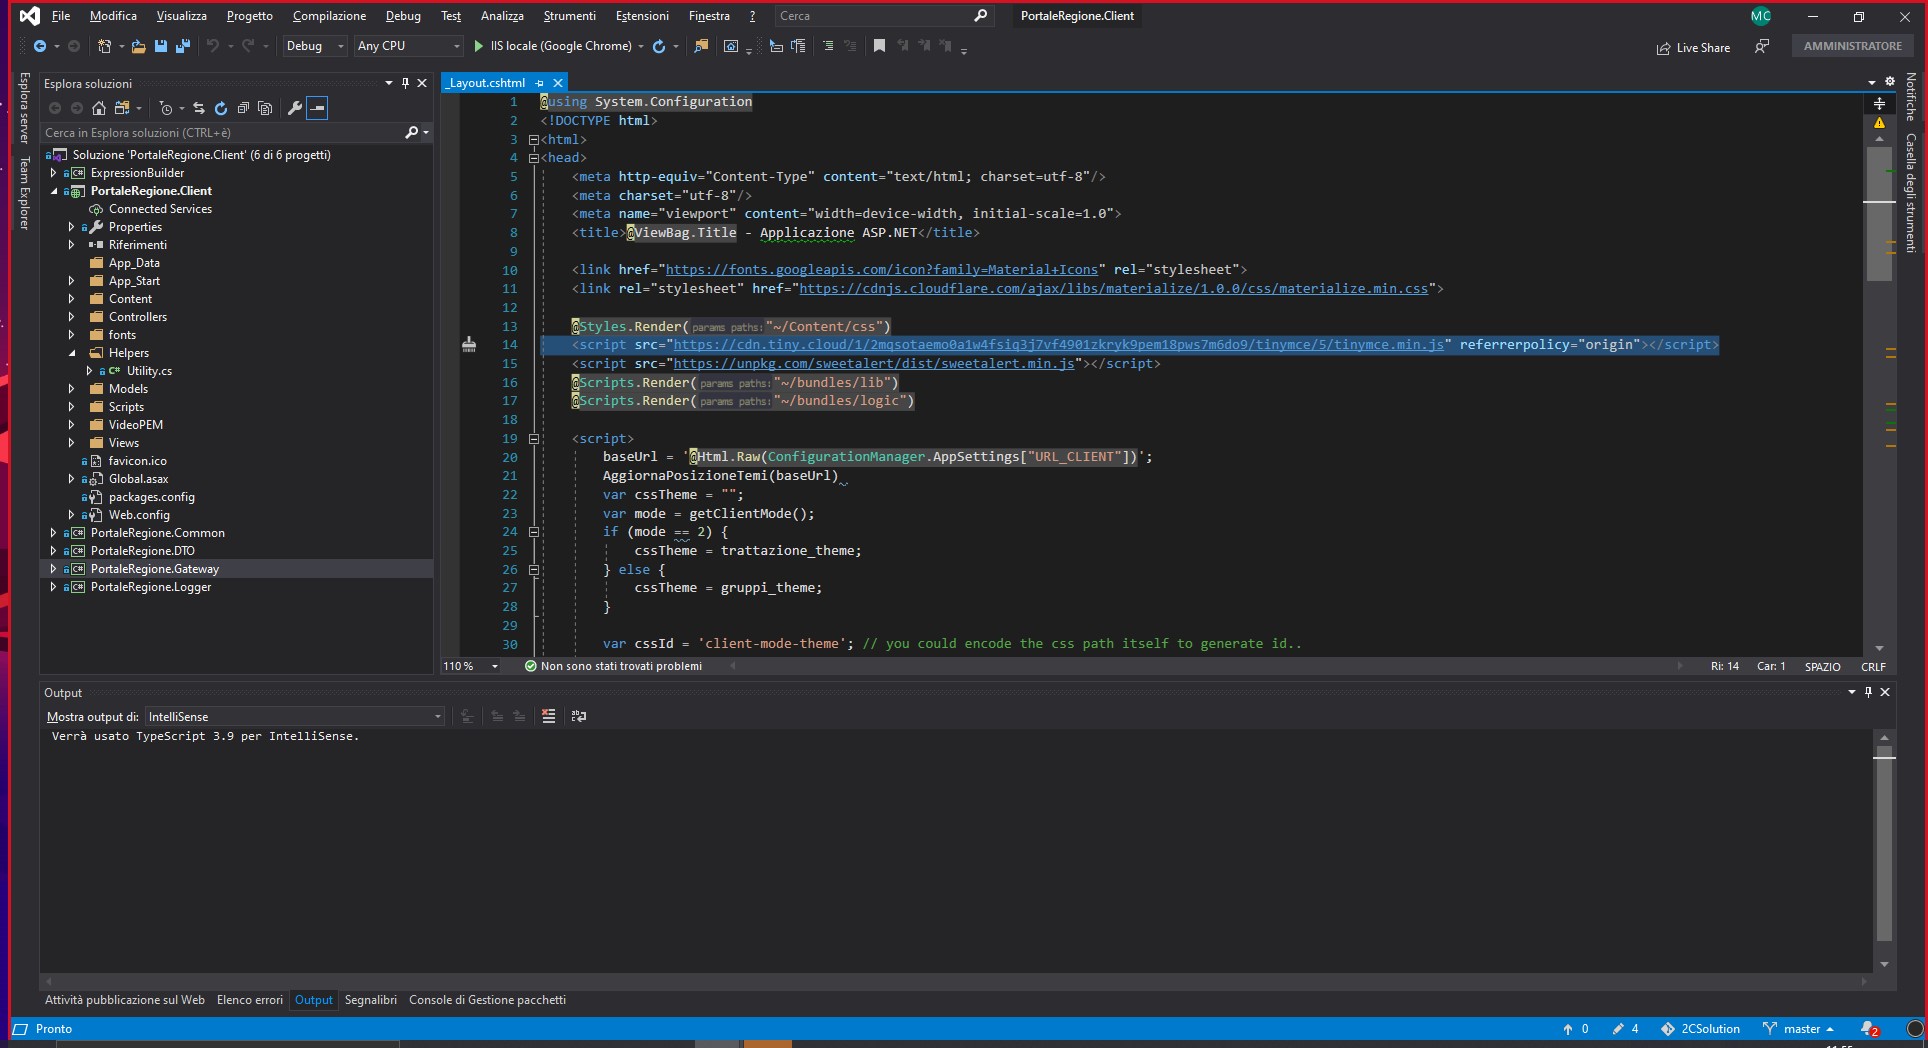 File Modifica Visualizza Progetto Compilazione Debug Test Analizza Strumenti Estensioni Finestra ? Cerca PortaleRegione.Client MC
Debug Any CPU IIS locale (Google Chrome) Live Share AMMINISTRATORE
Esplora server
Team Explorer
Esplora soluzioni
Cerca in Esplora soluzioni (CTRL+è)
Soluzione 'PortaleRegione.Client' (6 di 6 progetti)
ExpressionBuilder
PortaleRegione.Client
Connected Services
Properties
Riferimenti
App_Data
App_Start
Content
Controllers
fonts
Helpers
C# Utility.cs
Models
Scripts
VideoPEM
Views
favicon.ico
Global.asax
packages.config
Web.config
PortaleRegione.Common
PortaleRegione.DTO
PortaleRegione.Gateway
PortaleRegione.Logger
_Layout.cshtml
1 @using System.Configuration
2 <!DOCTYPE html>
3 <html>
4 <head>
5 <meta http-equiv="Content-Type" content="text/html; charset=utf-8"/>
6 <meta charset="utf-8"/>
7 <meta name="viewport" content="width=device-width, initial-scale=1.0">
8 <title>@ViewBag.Title - Applicazione ASP.NET</title>
9
10 <link href="https://fonts.googleapis.com/icon?family=Material+Icons" rel="stylesheet">
11 <link rel="stylesheet" href="https://cdnjs.cloudflare.com/ajax/libs/materialize/1.0.0/css/materialize.min.css">
12
13 @Styles.Render(params paths: "~/Content/css")
14 <script src="https://cdn.tiny.cloud/1/2mqsotaemo0a1w4fsiq3j7vf4901zkryk9pem18pws7m6do9/tinymce/5/tinymce.min.js" referrerpolicy="origin"></script>
15 <script src="https://unpkg.com/sweetalert/dist/sweetalert.min.js"></script>
16 @Scripts.Render(params paths: "~/bundles/lib")
17 @Scripts.Render(params paths: "~/bundles/logic")
18
19 <script>
20 baseUrl = '@Html.Raw(ConfigurationManager.AppSettings["URL_CLIENT"])';
21 AggiornaPosizioneTemi(baseUrl)
22 var cssTheme = "";
23 var mode = getClientMode();
24 if (mode == 2) {
25 cssTheme = trattazione_theme;
26 } else {
27 cssTheme = gruppi_theme;
28 }
29
30 var cssId = 'client-mode-theme'; // you could encode the css path itself to generate id..
110 % Non sono stati trovati problemi Ri: 14 Car: 1 SPAZIO CRLF
Notifiche
Casella degli strumenti
Output
Mostra output di: IntelliSense
Verrà usato TypeScript 3.9 per IntelliSense.
Attività pubblicazione sul Web Elenco errori Output Segnalibri Console di Gestione pacchetti
Pronto 0 4 2CSolution master 2